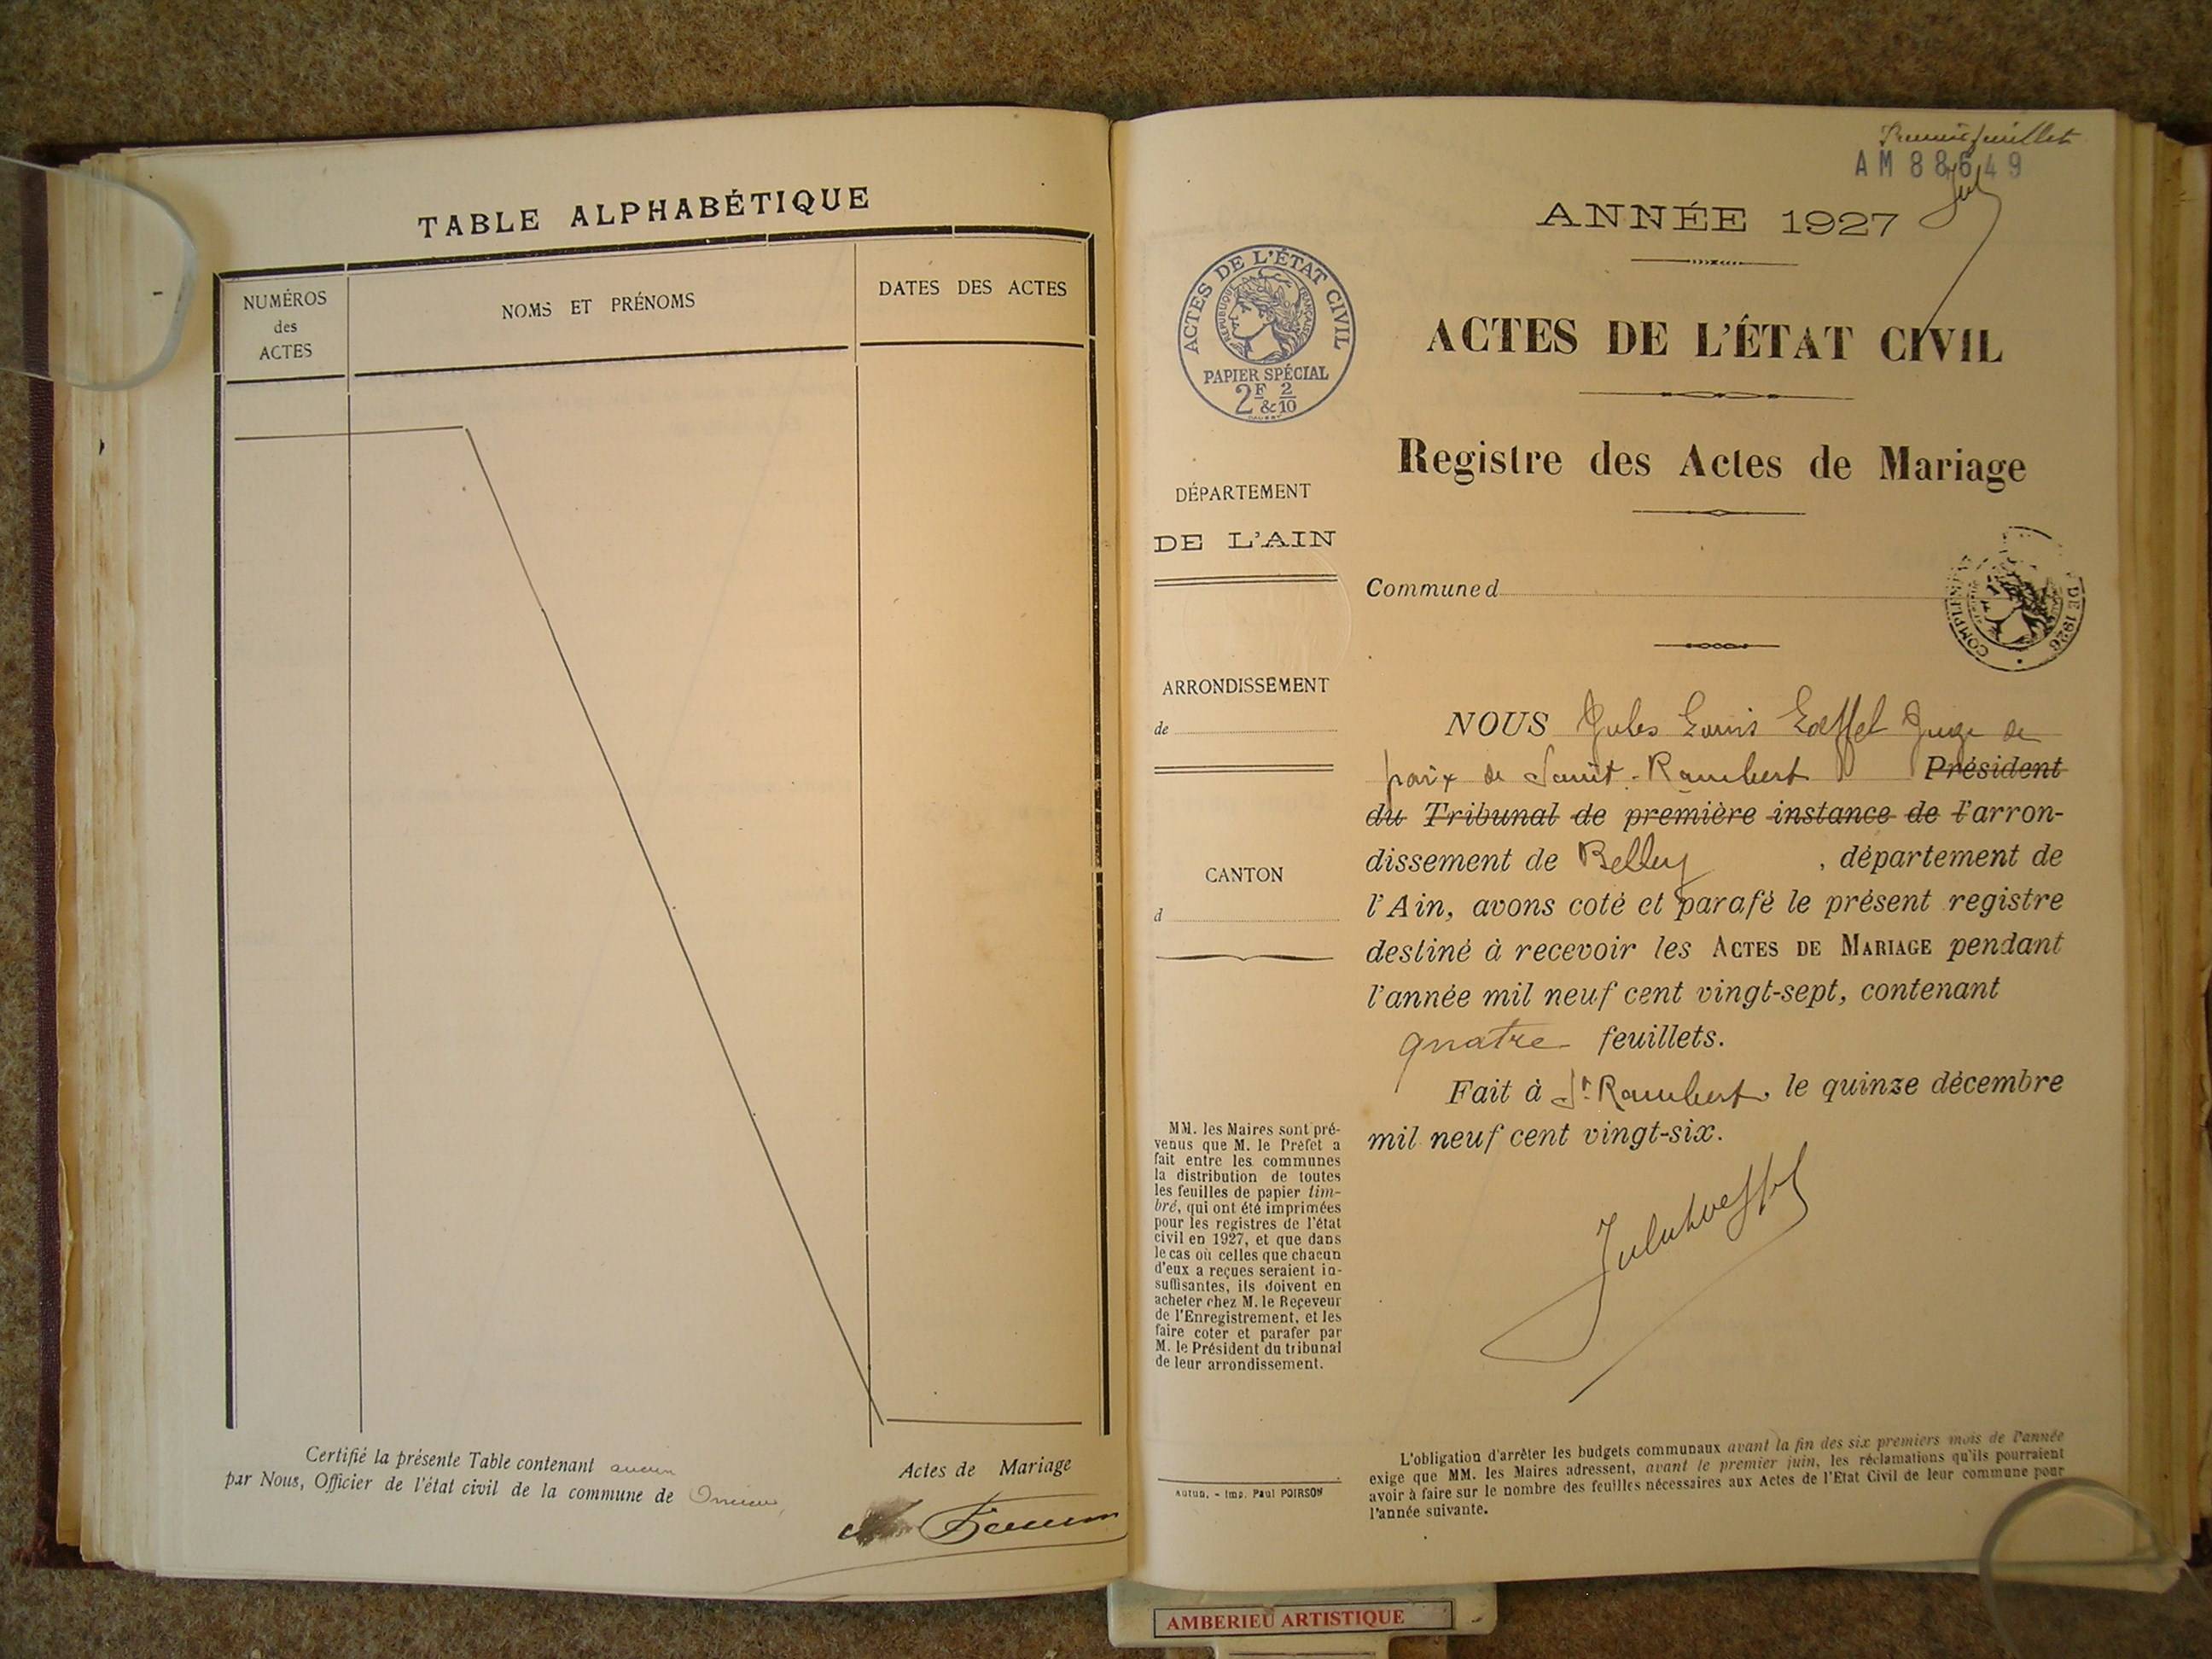 TABLE ALPHABÉTIQUE
NUMÉROS
des
ACTES
NOMS ET PRÉNOMS
DATES DES ACTES
Certifié la présente Table contenant aucun
Actes de Mariage
par Nous, Officier de l'état civil de la commune de
feuillet
AM 88649
ANNÉE 1927
ACTES DE L'ÉTAT CIVIL
RÉPUBLIQUE FRANÇAISE
PAPIER SPÉCIAL
2F & 2/10
ACTES DE L'ÉTAT CIVIL
Registre des Actes de Mariage
DÉPARTEMENT
DE L'AIN
Commune d
DE 1926
ARRONDISSEMENT
de
CANTON
d
NOUS Jules Louis Loeffel Juge de
paix de Saint-Rambert Président
du Tribunal de première instance de l'arron-
dissement de Belley, département de
l'Ain, avons coté et parafé le présent registre
destiné à recevoir les ACTES DE MARIAGE pendant
l'année mil neuf cent vingt-sept, contenant
quatre feuillets.
Fait à St Rambert, le quinze décembre
mil neuf cent vingt-six.
MM. les Maires sont pré-
venus que M. le Préfet a
fait entre les communes
la distribution de toutes
les feuilles de papier tim-
bré, qui ont été imprimées
pour les registres de l'état
civil en 1927, et que dans
le cas où celles que chacun
d'eux a reçues seraient in-
suffisantes, ils doivent en
acheter chez M. le Receveur
de l'Enregistrement, et les
faire coter et parafer par
M. le Président du tribunal
de leur arrondissement.
Autun. - Imp. Paul POIRSON
L'obligation d'arrêter les budgets communaux avant la fin des six premiers mois de l'année
exige que MM. les Maires adressent, avant le premier juin, les réclamations qu'ils pourraient
avoir à faire sur le nombre des feuilles nécessaires aux Actes de l'Etat Civil de leur commune pour
l'année suivante.
AMBERIEU ARTISTIQUE